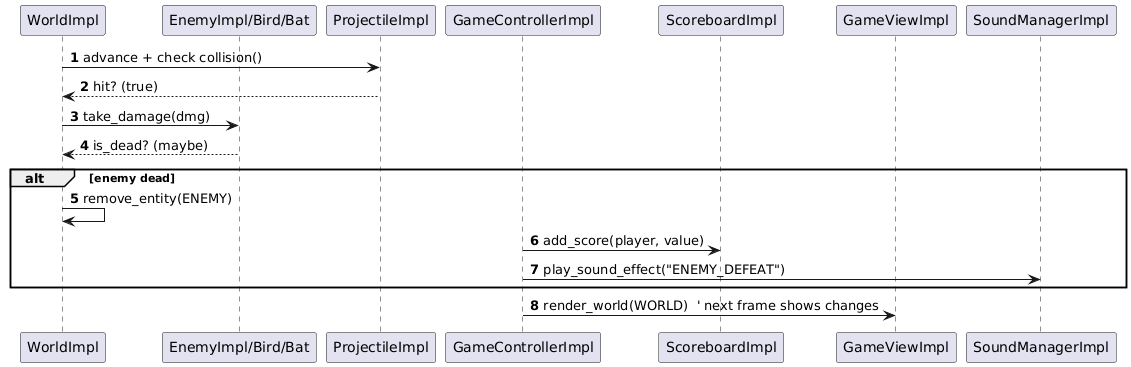 WorldImpl EnemyImpl/Bird/Bat ProjectileImpl GameControllerImpl ScoreboardImpl GameViewImpl SoundManagerImpl
1 advance + check collision()
2 hit? (true)
3 take_damage(dmg)
4 is_dead? (maybe)
alt [enemy dead]
5 remove_entity(ENEMY)
6 add_score(player, value)
7 play_sound_effect("ENEMY_DEFEAT")
8 render_world(WORLD) ' next frame shows changes
WorldImpl EnemyImpl/Bird/Bat ProjectileImpl GameControllerImpl ScoreboardImpl GameViewImpl SoundManagerImpl